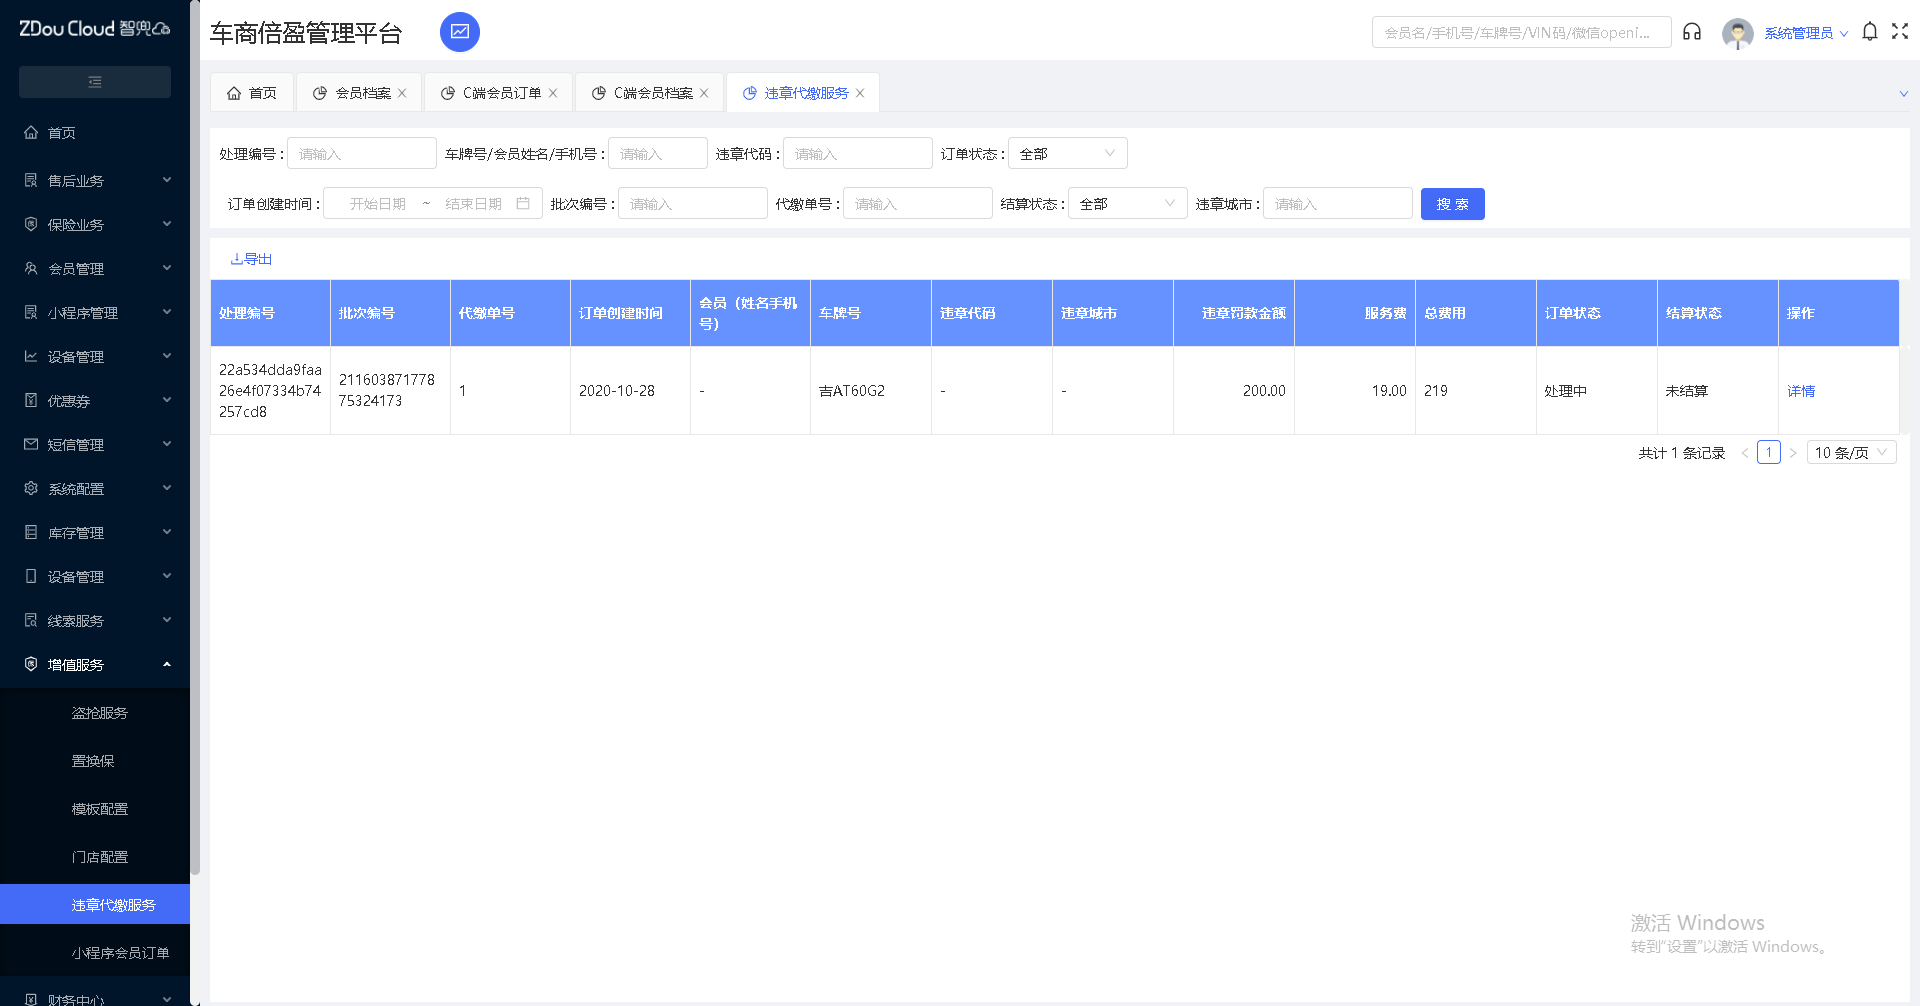 ZDou Cloud 智兜
车商倍盈管理平台
会员名/手机号/车牌号/VIN码/微信openi...
系统管理员
首页
会员档案
C端会员订单
C端会员档案
违章代缴服务
首页
售后业务
保险业务
会员管理
小程序管理
设备管理
优惠券
短信管理
系统配置
库存管理
设备管理
线索服务
增值服务
盗抢服务
置换保
模板配置
门店配置
违章代缴服务
小程序会员订单
财务中心
处理编号 : 请输入 车牌号/会员姓名/手机号 : 请输入 违章代码 : 请输入 订单状态 : 全部
订单创建时间 : 开始日期 ~ 结束日期 批次编号 : 请输入 代缴单号 : 请输入 结算状态 : 全部 违章城市 : 请输入 搜 索
导出
处理编号 批次编号 代缴单号 订单创建时间 会员（姓名手机号） 车牌号 违章代码 违章城市 违章罚款金额 服务费 总费用 订单状态 结算状态 操作
22a534dda9faa26e4f07334b74257cd8 21160387177875324173 1 2020-10-28 - 吉AT60G2 - - 200.00 19.00 219 处理中 未结算 详情
共计 1 条记录 < 1 > 10 条/页
激活 Windows
转到"设置"以激活 Windows。